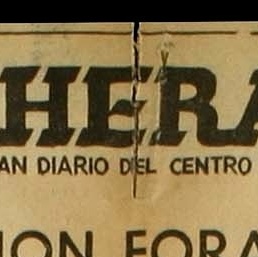 HERA
AN DIARIO DEL CENTRO
ION FORA